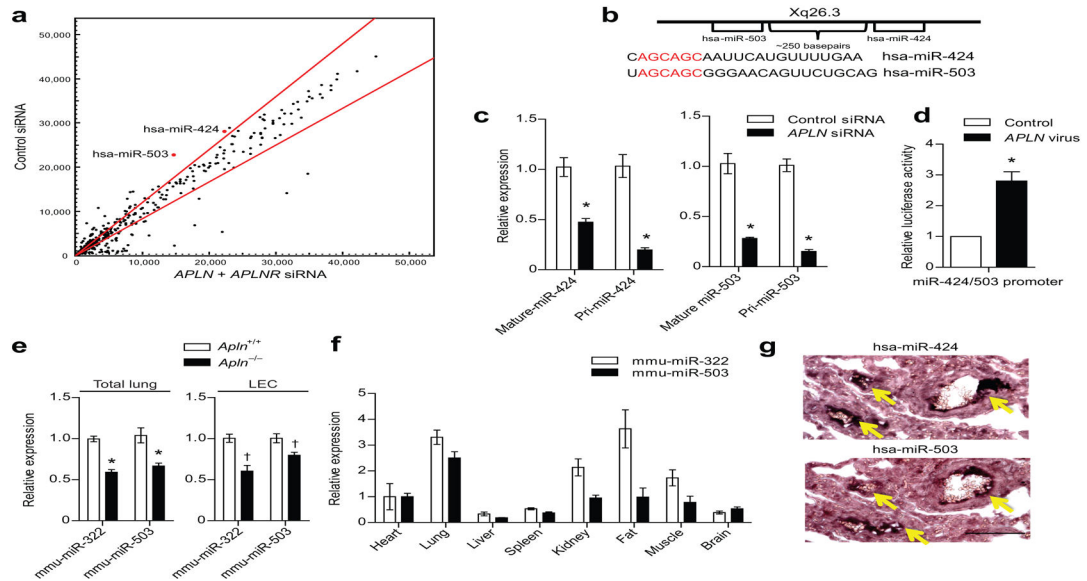 a
Control siRNA
50,000
40,000
30,000
20,000
10,000
0
0
10,000
20,000
30,000
40,000
50,000
hsa-miR-424
hsa-miR-503
APLN + APLNR siRNA
b
Xq26.3
hsa-miR-503
hsa-miR-424
~250 basepairs
CAGCAGCAAUUCAUGUUUUGAA hsa-miR-424
UAGCAGCGGGAACAGUUCUGCAG hsa-miR-503
c
Control siRNA
APLN siRNA
Relative expression
1.5
1.0
0.5
0
*
*
Mature-miR-424
Pri-miR-424
1.5
1.0
0.5
0
*
*
Mature miR-503
Pri-miR-503
d
Control
APLN virus
Relative luciferase activity
4
3
2
1
0
*
miR-424/503 promoter
e
Apln+/+
Apln−/−
Total lung
LEC
Relative expression
1.5
1.0
0.5
0
*
*
mmu-miR-322
mmu-miR-503
1.5
1.0
0.5
0
†
†
mmu-miR-322
mmu-miR-503
f
mmu-miR-322
mmu-miR-503
Relative expression
5
4
3
2
1
0
Heart
Lung
Liver
Spleen
Kidney
Fat
Muscle
Brain
g
hsa-miR-424
hsa-miR-503